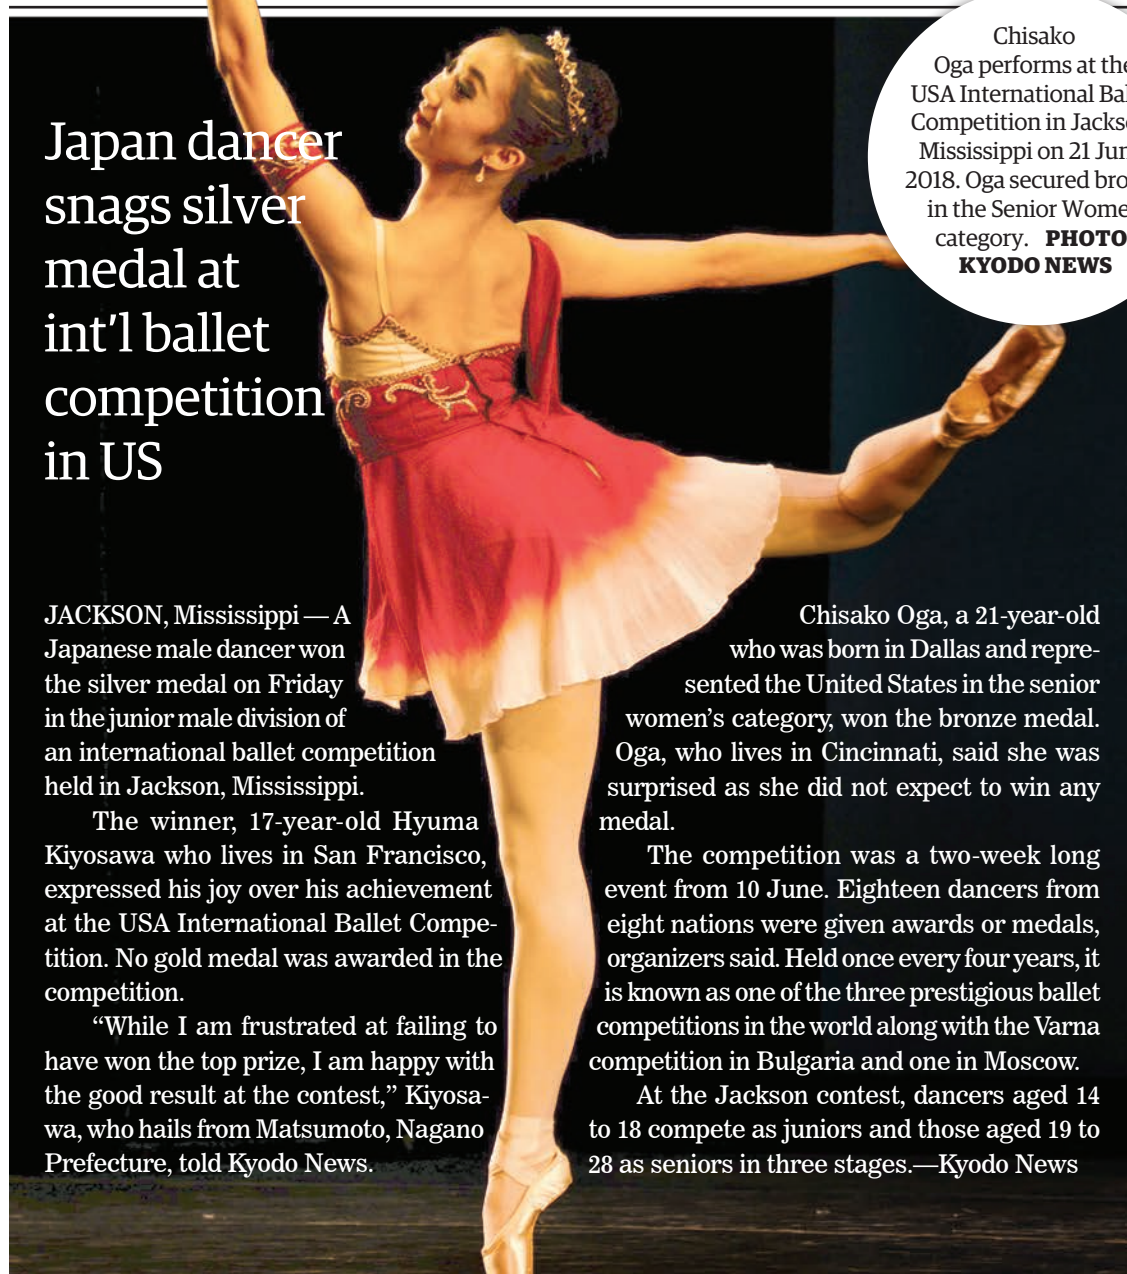 Japan dancer
snags silver
medal at
int'l ballet
competition
in US
Chisako
Oga performs at
USA International
Competition in
Mississippi on 21
2018. Oga secured
in the Senior
category. PHOTO
KYODO NEWS
JACKSON, Mississippi — A
Japanese male dancer won
the silver medal on Friday
in the junior male division of
an international ballet competition
held in Jackson, Mississippi.
The winner, 17-year-old Hyuma
Kiyosawa who lives in San Francisco,
expressed his joy over his achievement
at the USA International Ballet Compe-
tition. No gold medal was awarded in the
competition.
“While I am frustrated at failing to
have won the top prize, I am happy with
the good result at the contest,” Kiyosa-
wa, who hails from Matsumoto, Nagano
Prefecture, told Kyodo News.
Chisako Oga, a 21-year-old
who was born in Dallas and repre-
sented the United States in the senior
women’s category, won the bronze medal.
Oga, who lives in Cincinnati, said she was
surprised as she did not expect to win any
medal.
The competition was a two-week long
event from 10 June. Eighteen dancers from
eight nations were given awards or medals,
organizers said. Held once every four years, it
is known as one of the three prestigious ballet
competitions in the world along with the Varna
competition in Bulgaria and one in Moscow.
At the Jackson contest, dancers aged 14
to 18 compete as juniors and those aged 19 to
28 as seniors in three stages.—Kyodo News